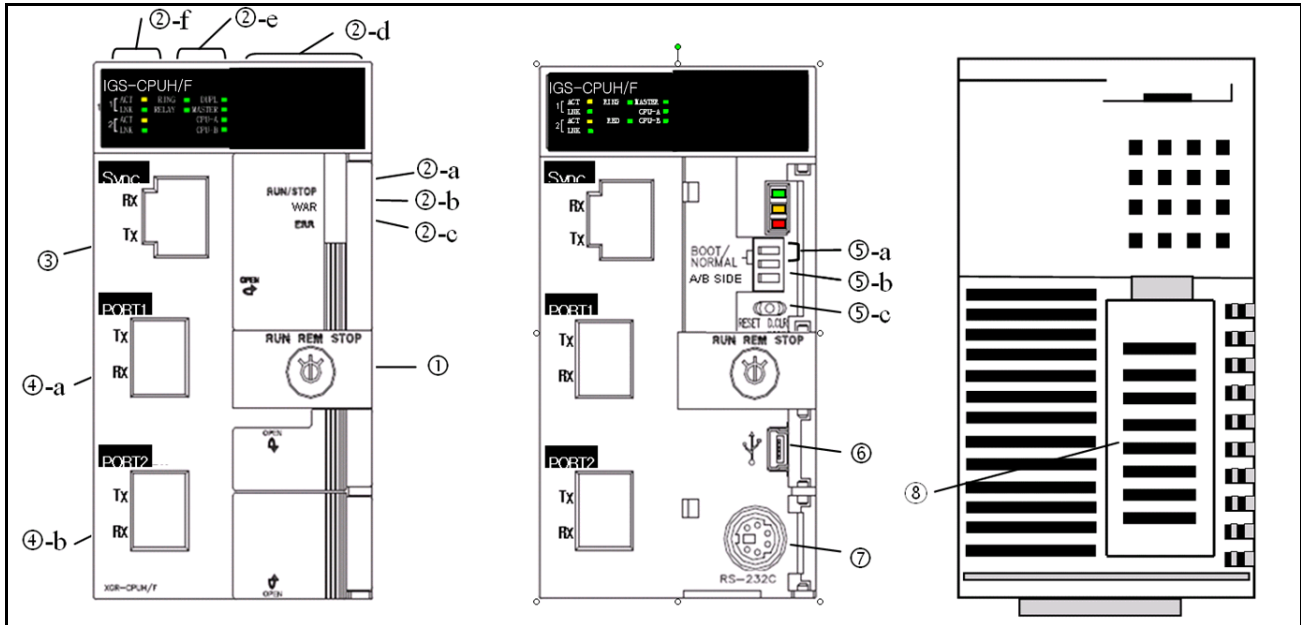 ②-f ②-e ②-d
IGS-CPUH/F
1 ACT RING DUPL
LNK RELAY MASTER
2 ACT CPU-A
LNK CPU-B
Sync
Rx
Tx
RUN/STOP
WAR
ERR
②-a
②-b
②-c
③
OPEN
PORT1
Tx
Rx
RUN REM STOP
①
④-a
OPEN
PORT2
Tx
Rx
④-b
XGR-CPUH/F
OPEN
IGS-CPUH/F
1 ACT RING MASTER
LNK CPU-A
2 ACT RED CPU-B
LNK
Sync
Rx
Tx
BOOT/
NORMAL
A/B SIDE
⑤-a
⑤-b
⑤-c
RESET D.CLR
PORT1
Tx
Rx
RUN REM STOP
⑥
PORT2
Tx
Rx
⑦
RS-232C
⑧